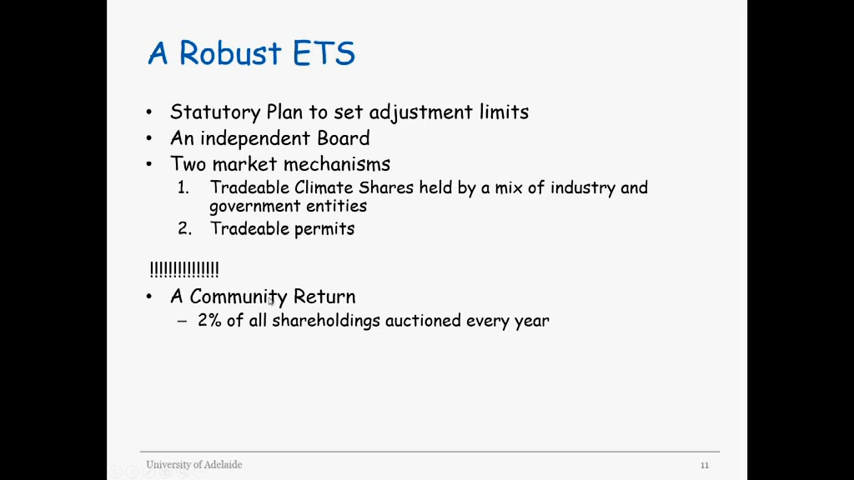 A Robust ETS
• Statutory Plan to set adjustment limits
• An independent Board
• Two market mechanisms
1. Tradeable Climate Shares held by a mix of industry and
government entities
2. Tradeable permits
!!!!!!!!!!!!!!!
• A Community Return
– 2% of all shareholdings auctioned every year
University of Adelaide
11